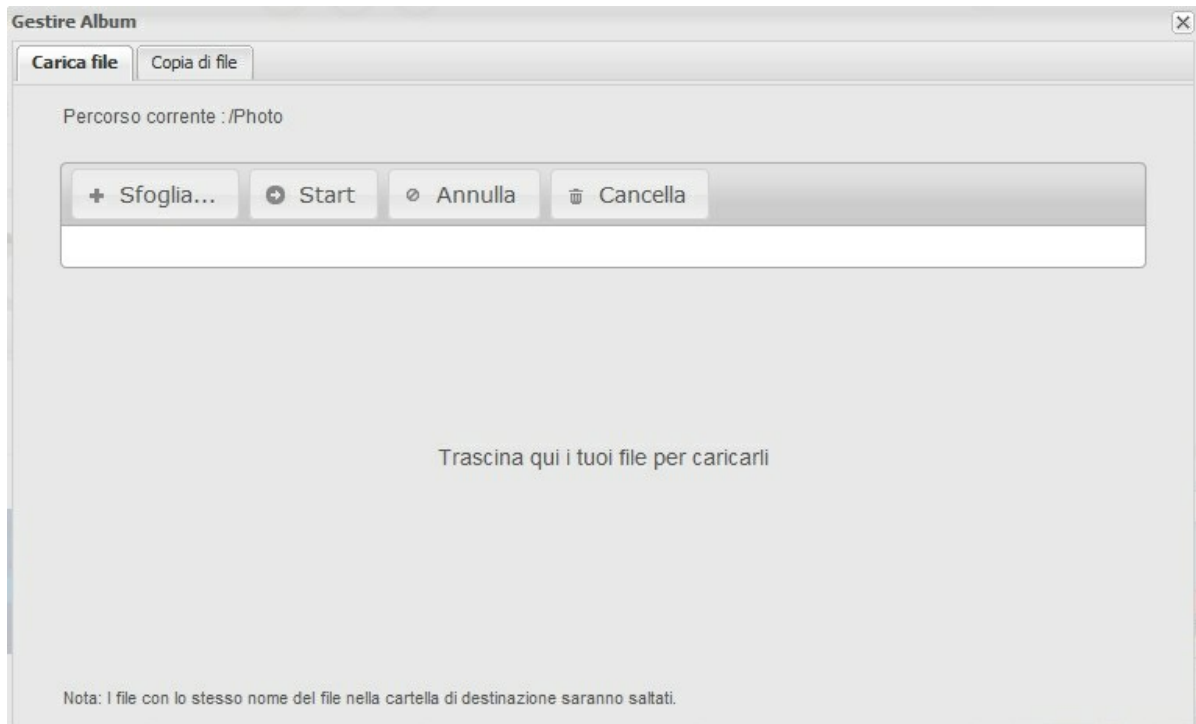 Gestire Album
Carica file Copia di file
Percorso corrente :/Photo
Sfoglia... Start Annulla Cancella
Trascina qui i tuoi file per caricarli
Nota: I file con lo stesso nome del file nella cartella di destinazione saranno saltati.